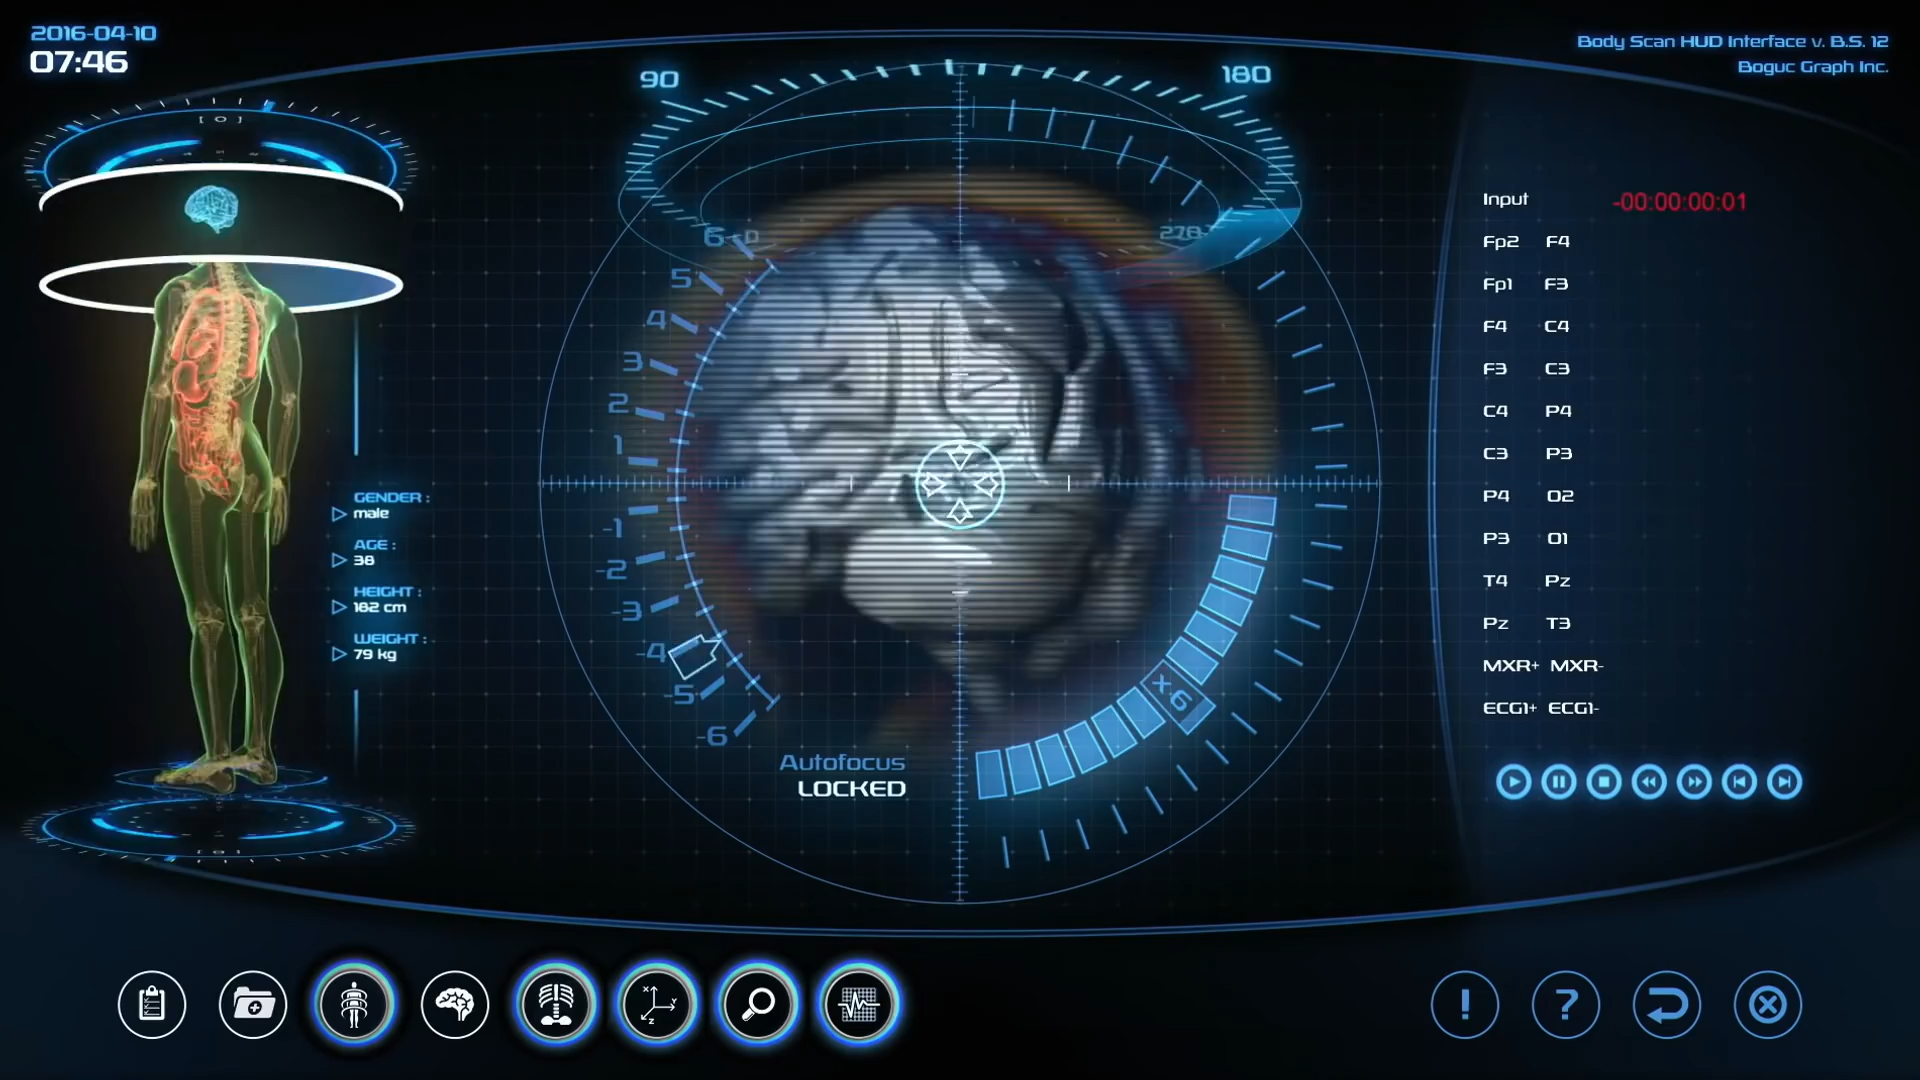 2016-04-10
07:46
Body Scan HUD Interface v. B.S. 12
Boguc Graph Inc.
90
180
270
6
5
4
3
2
1
-1
-2
-3
-4
-5
-6
x6
Autofocus
LOCKED
GENDER :
male
AGE :
38
HEIGHT :
182 cm
WEIGHT :
79 kg
Input -00:00:00:01
Fp2 F4
Fp1 F3
F4 C4
F3 C3
C4 P4
C3 P3
P4 O2
P3 O1
T4 Pz
Pz T3
MXR+ MXR-
ECG1+ ECG1-
X
Y
Z
!
?